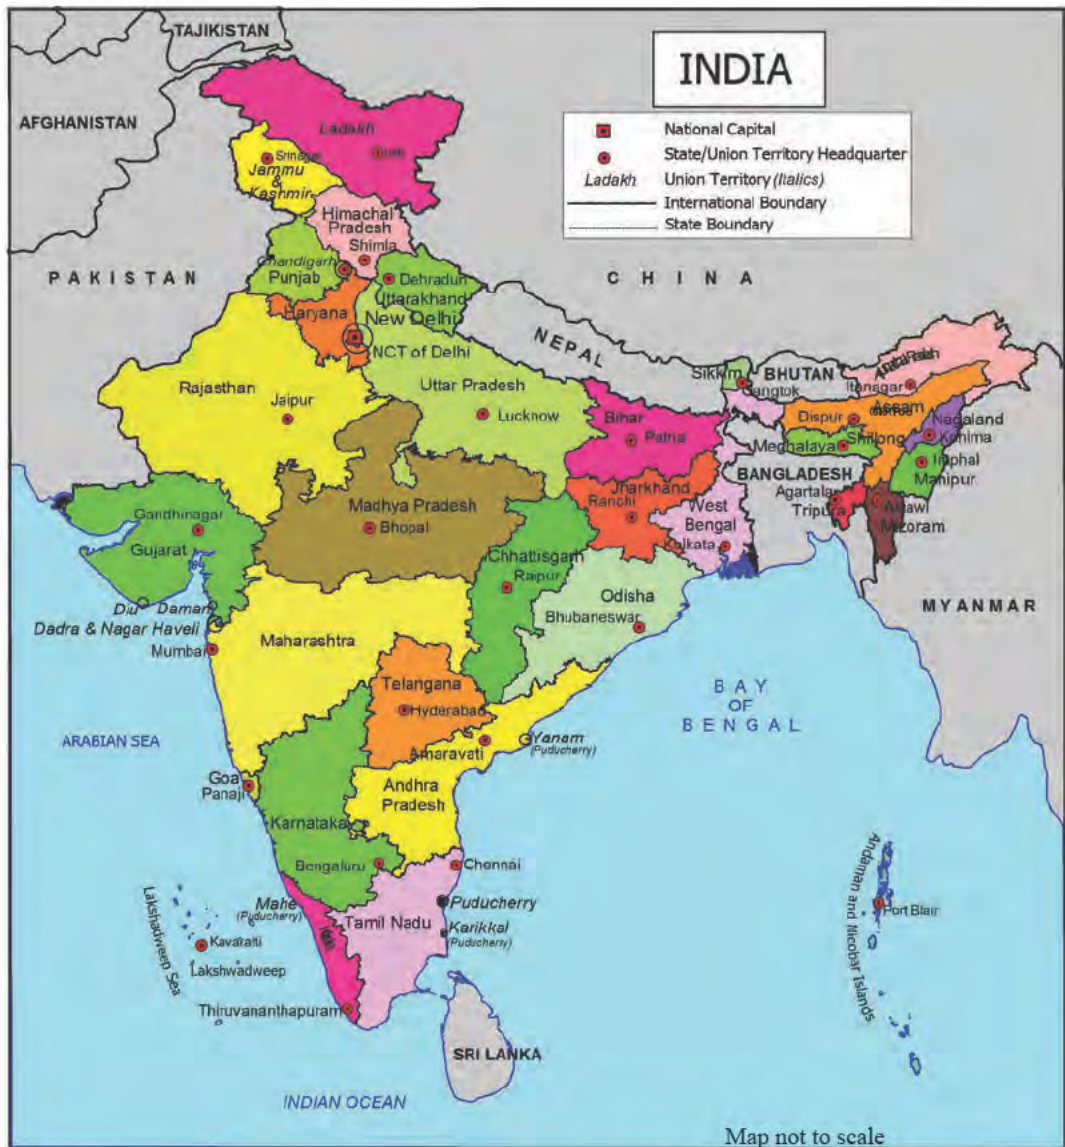 INDIA
National Capital
State/Union Territory Headquarter
Ladakh Union Territory (Italics)
International Boundary
State Boundary
TAJIKISTAN
AFGHANISTAN
PAKISTAN
CHINA
NEPAL
BHUTAN
BANGLADESH
MYANMAR
SRI LANKA
Ladakh
Srinagar
Jammu
&
Kashmir
Himachal
Pradesh
Shimla
Chandigarh
Punjab
Dehradun
Uttarakhand
Haryana
New Delhi
NCT of Delhi
Rajasthan
Jaipur
Uttar Pradesh
Lucknow
Bihar
Patna
Sikkim
Gangtok
Itanagar
Assam
Dispur
Nagaland
Kohima
Meghalaya
Shillong
Imphal
Manipur
Agartalar
Tripura
Mizoram
Gandhinagar
Gujarat
Madhya Pradesh
Bhopal
Jharkhand
Ranchi
West
Bengal
Kolkata
Chhattisgarh
Raipur
Odisha
Bhubaneswar
Diu
Daman
Dadra & Nagar Haveli
Mumbai
Maharashtra
Telangana
Hyderabad
Amaravati
Yanam
(Puducherry)
Andhra
Pradesh
Goa
Panaji
Karnataka
Bengaluru
Chennai
Mahe
(Puducherry)
Puducherry
Tamil Nadu
Karikkal
(Puducherry)
Kavaratti
Lakshwadweep
Lakshadweep Sea
Thiruvananthapuram
Port Blair
Andaman and Nicobar Islands
ARABIAN SEA
BAY
OF
BENGAL
INDIAN OCEAN
Map not to scale